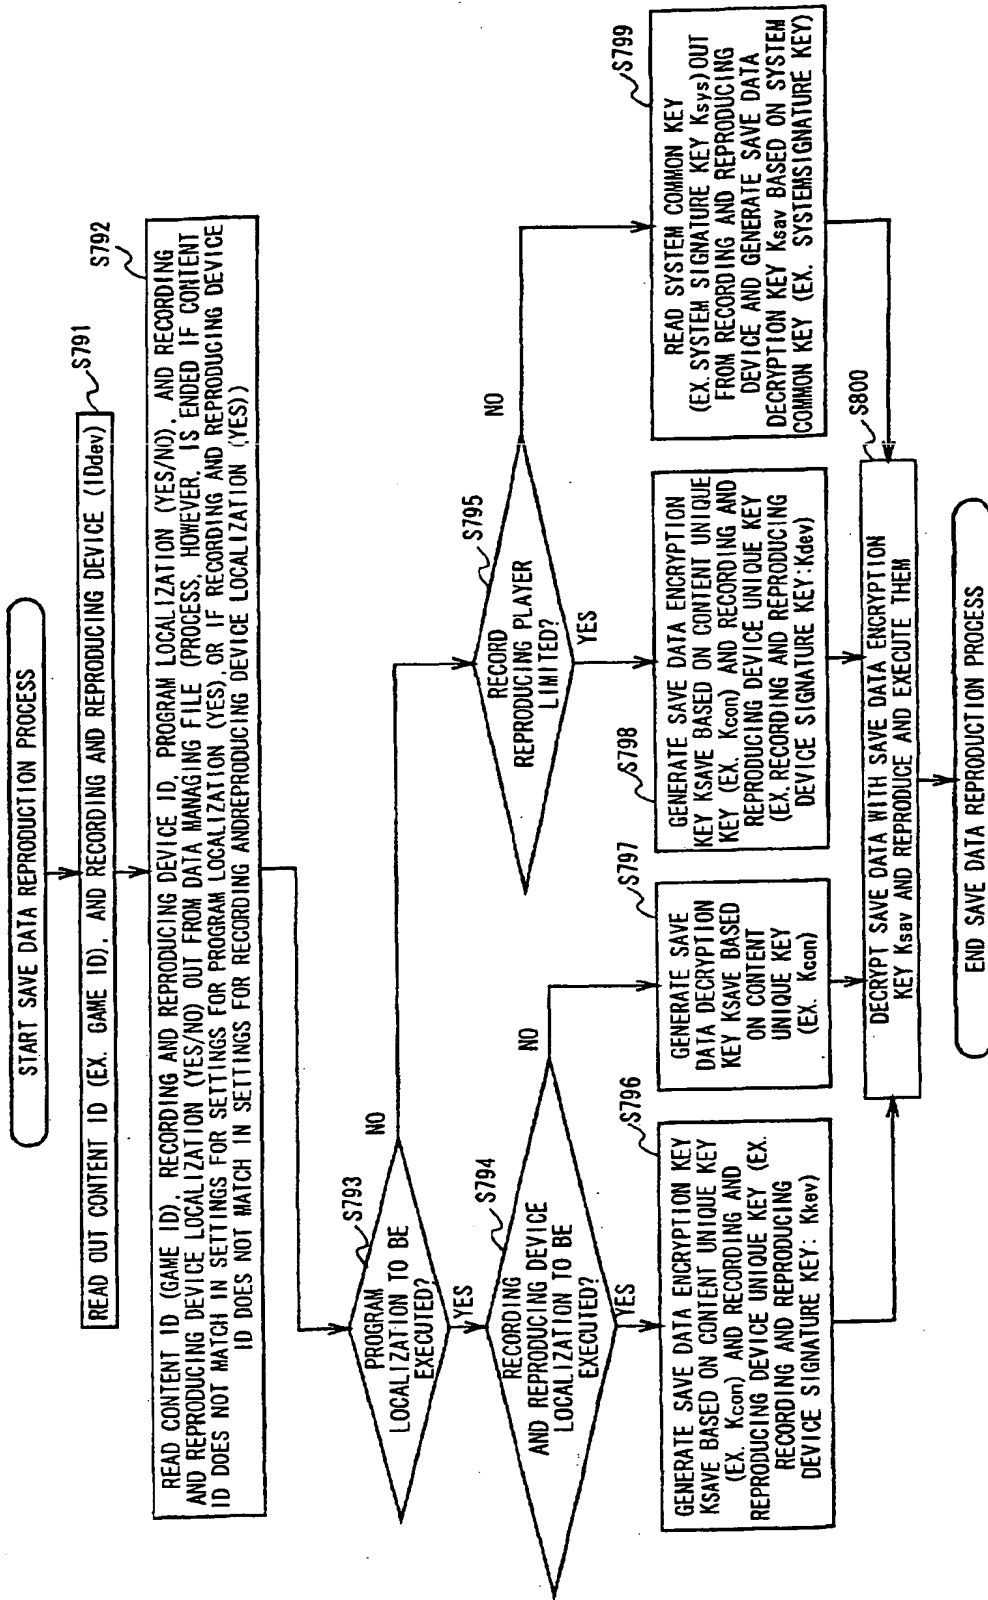 START SAVE DATA REPRODUCTION PROCESS
S791
READ OUT CONTENT ID (EX. GAME ID), AND RECORDING AND REPRODUCING DEVICE (IDdev)
S792
READ CONTENT ID (GAME ID), RECORDING AND REPRODUCING DEVICE ID, PROGRAM LOCALIZATION (YES/NO), AND RECORDING
AND REPRODUCING DEVICE LOCALIZATION (YES/NO) OUT FROM DATA MANAGING FILE (PROCESS, HOWEVER, IS ENDED IF CONTENT
ID DOES NOT MATCH IN SETTINGS FOR SETTINGS FOR PROGRAM LOCALIZATION (YES), OR IF RECORDING AND REPRODUCING DEVICE
ID DOES NOT MATCH IN SETTINGS FOR RECORDING ANDREPRODUCING DEVICE LOCALIZATION (YES))
S793
PROGRAM
LOCALIZATION TO BE
EXECUTED?
NO
YES
S794
RECORDING
AND REPRODUCING DEVICE
LOCALIZATION TO BE
EXECUTED?
NO
YES
S795
RECORD
REPRODUCING PLAYER
LIMITED?
NO
YES
S796
GENERATE SAVE DATA ENCRYPTION KEY
KSAVE BASED ON CONTENT UNIQUE KEY
(EX. Kcon) AND RECORDING AND
REPRODUCING DEVICE UNIQUE KEY (EX.
RECORDING AND REPRODUCING
DEVICE SIGNATURE KEY: Kkev)
S797
GENERATE SAVE
DATA DECRYPTION
KEY KSAVE BASED
ON CONTENT
UNIQUE KEY
(EX. Kcon)
S798
GENERATE SAVE DATA ENCRYPTION
KEY KSAVE BASED ON CONTENT UNIQUE
KEY (EX. Kcon) AND RECORDING AND
REPRODUCING DEVICE UNIQUE KEY
(EX. RECORDING AND REPRODUCING
DEVICE SIGNATURE KEY:Kdev)
S799
READ SYSTEM COMMON KEY
(EX. SYSTEM SIGNATURE KEY Ksys) OUT
FROM RECORDING AND REPRODUCING
DEVICE AND GENERATE SAVE DATA
DECRYPTION KEY Ksav BASED ON SYSTEM
COMMON KEY (EX. SYSTEMSIGNATURE KEY)
S800
DECRYPT SAVE DATA WITH SAVE DATA ENCRYPTION
KEY Ksav AND REPRODUCE AND EXECUTE THEM
END SAVE DATA REPRODUCTION PROCESS